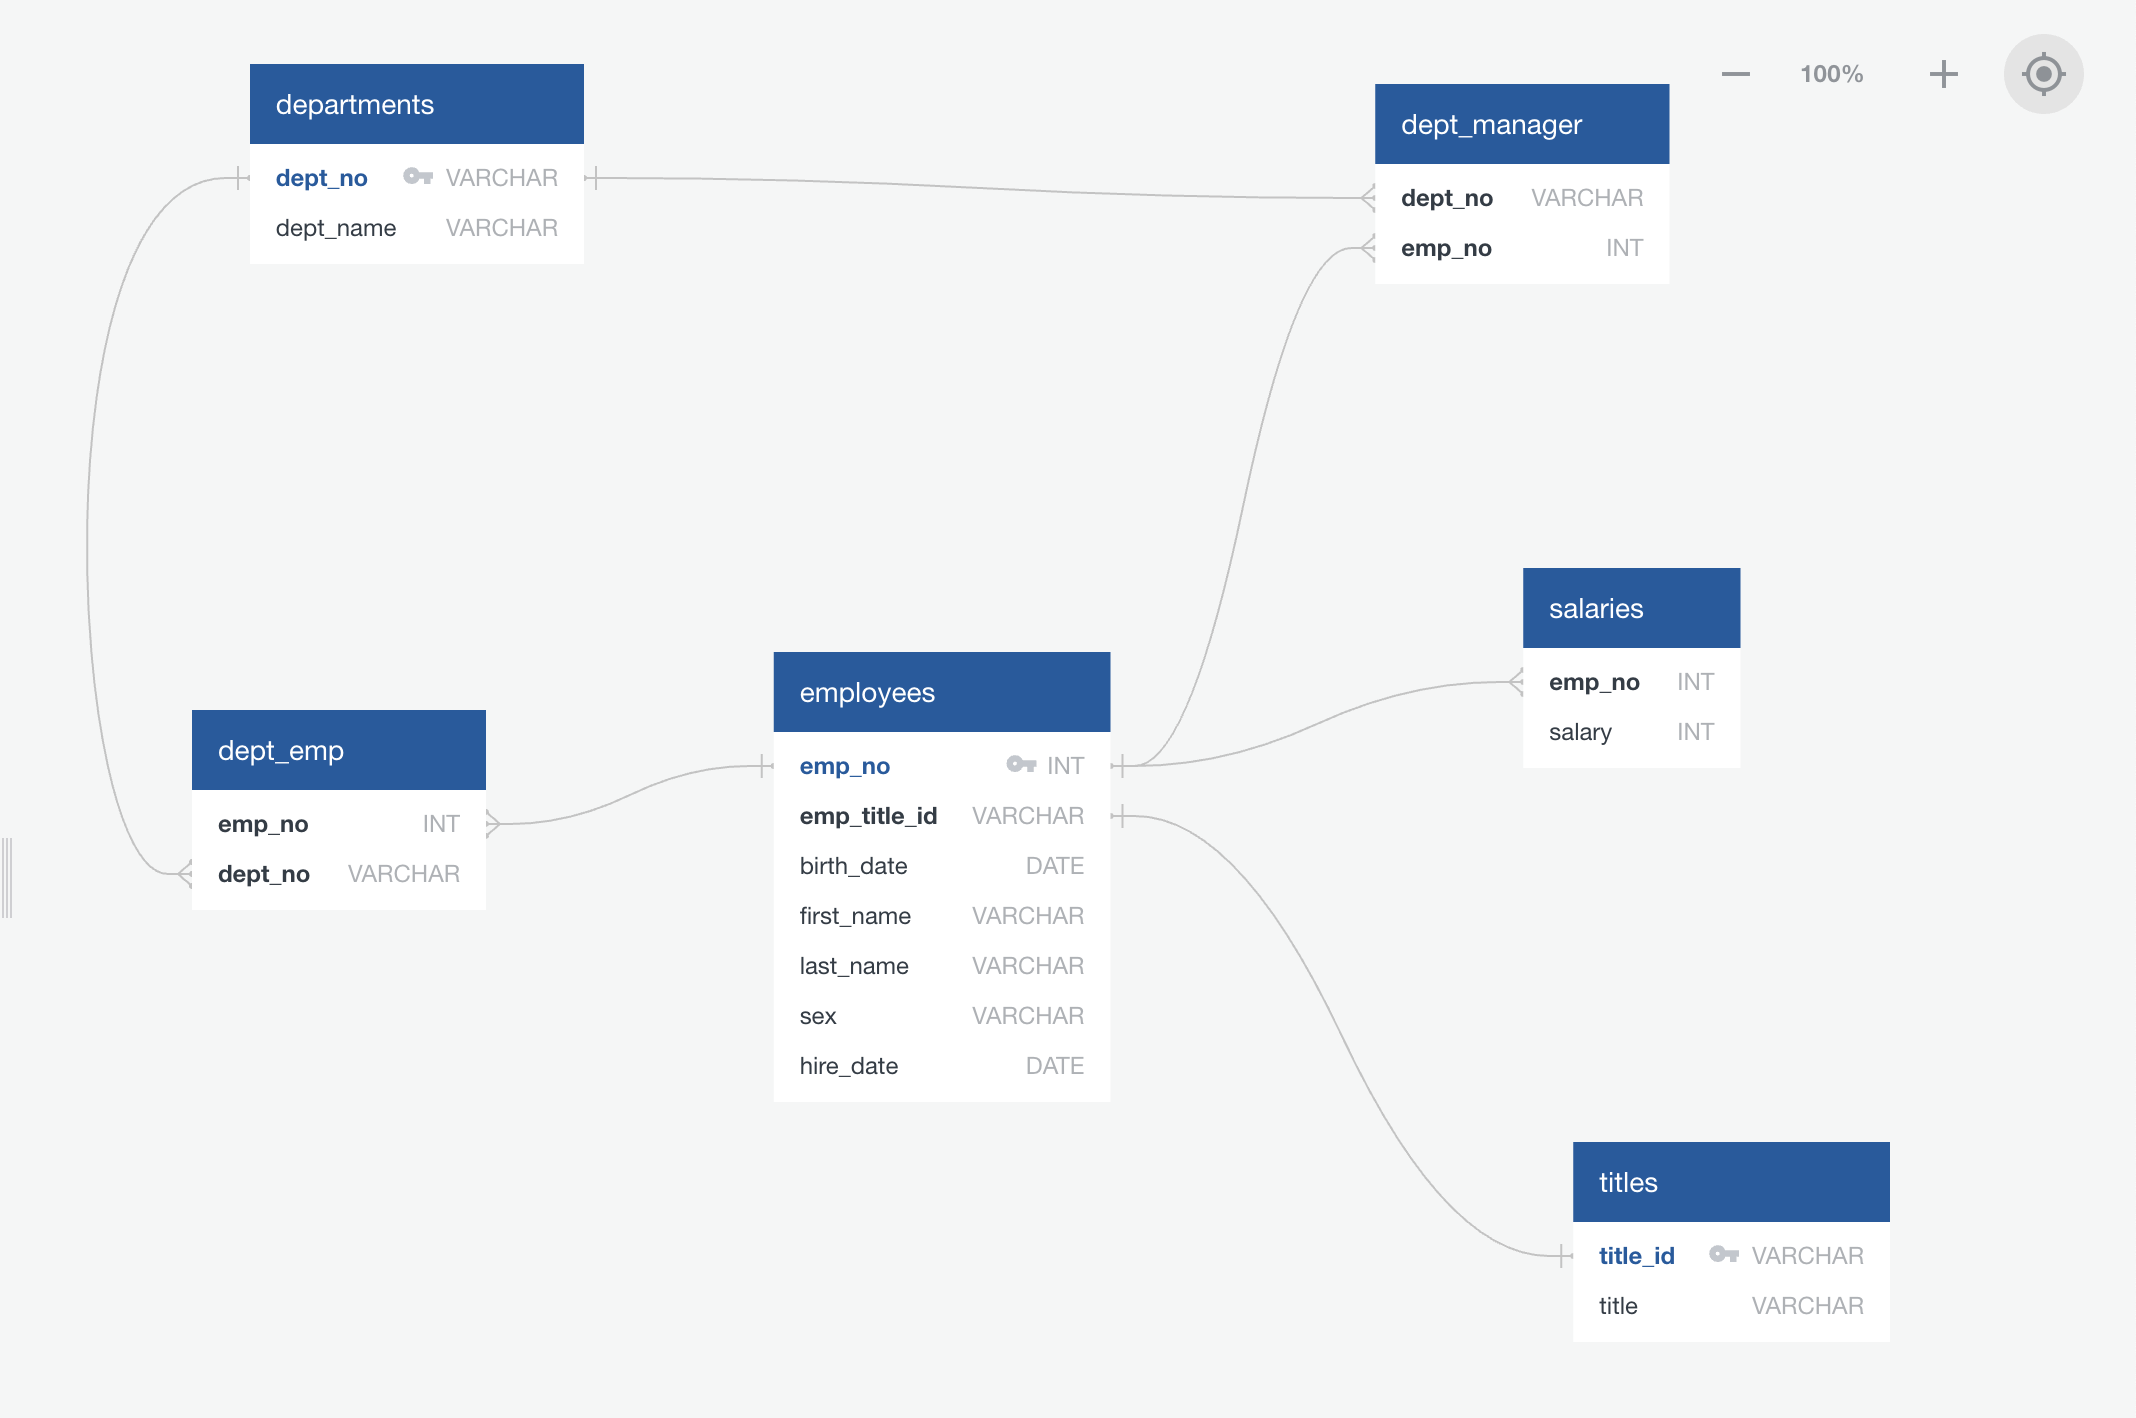 departments
dept_no VARCHAR
dept_name VARCHAR
100%
dept_manager
dept_no VARCHAR
emp_no INT
salaries
emp_no INT
salary INT
employees
emp_no INT
emp_title_id VARCHAR
birth_date DATE
first_name VARCHAR
last_name VARCHAR
sex VARCHAR
hire_date DATE
dept_emp
emp_no INT
dept_no VARCHAR
titles
title_id VARCHAR
title VARCHAR